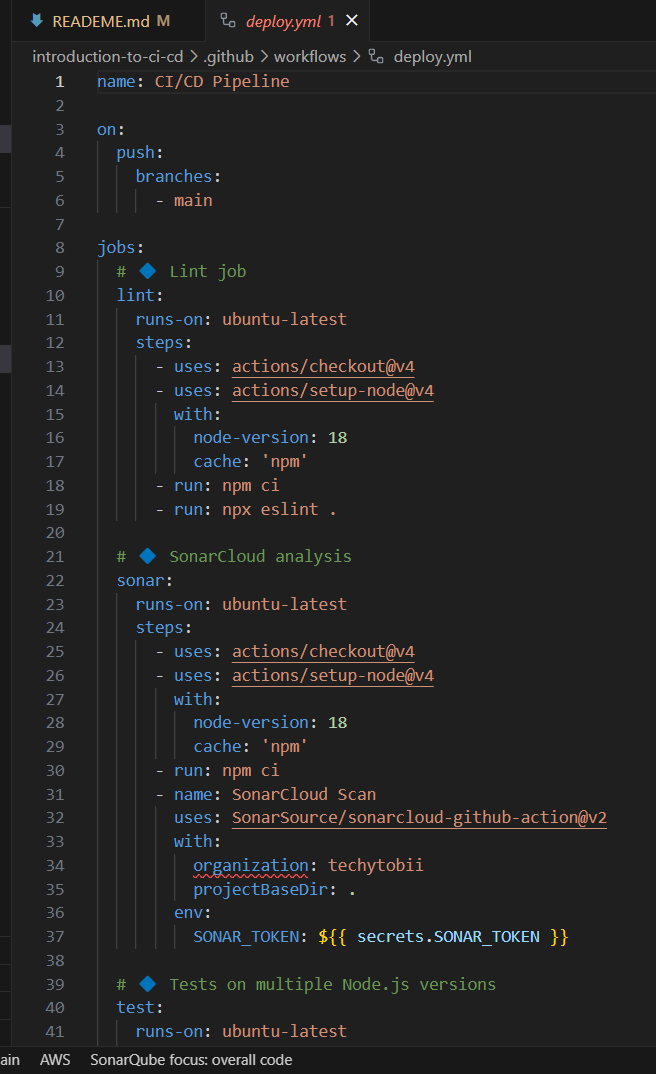 READEME.md M deploy.yml 1 ×
introduction-to-ci-cd > .github > workflows > deploy.yml
1 name: CI/CD Pipeline
2
3 on:
4 push:
5 branches:
6 - main
7
8 jobs:
9 # 🔷 Lint job
10 lint:
11 runs-on: ubuntu-latest
12 steps:
13 - uses: actions/checkout@v4
14 - uses: actions/setup-node@v4
15 with:
16 node-version: 18
17 cache: 'npm'
18 - run: npm ci
19 - run: npx eslint .
20
21 # 🔷 SonarCloud analysis
22 sonar:
23 runs-on: ubuntu-latest
24 steps:
25 - uses: actions/checkout@v4
26 - uses: actions/setup-node@v4
27 with:
28 node-version: 18
29 cache: 'npm'
30 - run: npm ci
31 - name: SonarCloud Scan
32 uses: SonarSource/sonarcloud-github-action@v2
33 with:
34 organization: techytobii
35 projectBaseDir: .
36 env:
37 SONAR_TOKEN: ${{ secrets.SONAR_TOKEN }}
38
39 # 🔷 Tests on multiple Node.js versions
40 test:
41 runs-on: ubuntu-latest
ain AWS SonarQube focus: overall code